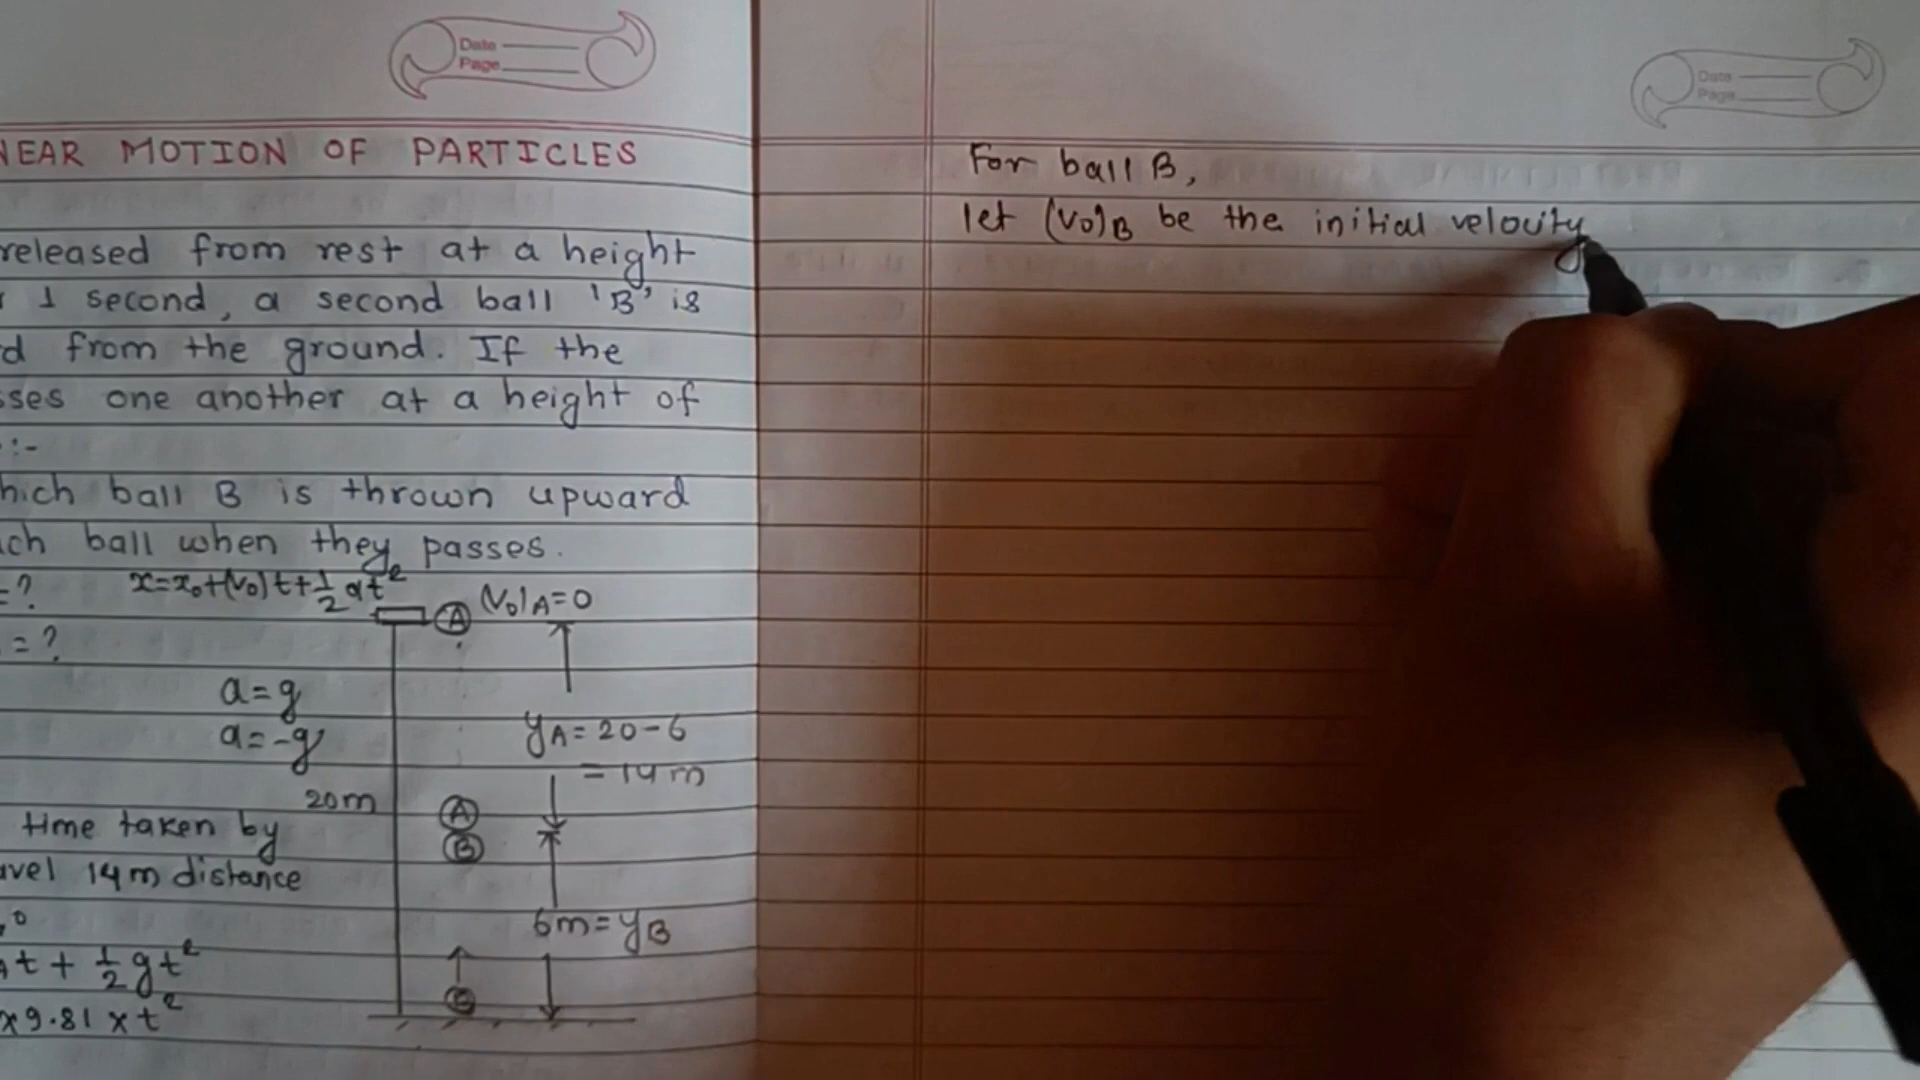 Date
Page
NEAR MOTION OF PARTICLES
released from rest at a height
1 second, a second ball 'B' is
d from the ground. If the
sses one another at a height of
:-
hich ball B is thrown upward
ch ball when they passes.
=? x=x₀+(v₀)t+½at²
(v₀)A=0
A
=?
a=g
a=-g
yA=20-6
=14m
20m
A
B
time taken by
avel 14m distance
6m=yB
0
At+½gt²
B
x9.81xt²
Date
Page
For ball B,
let (v₀)B be the initial velocity